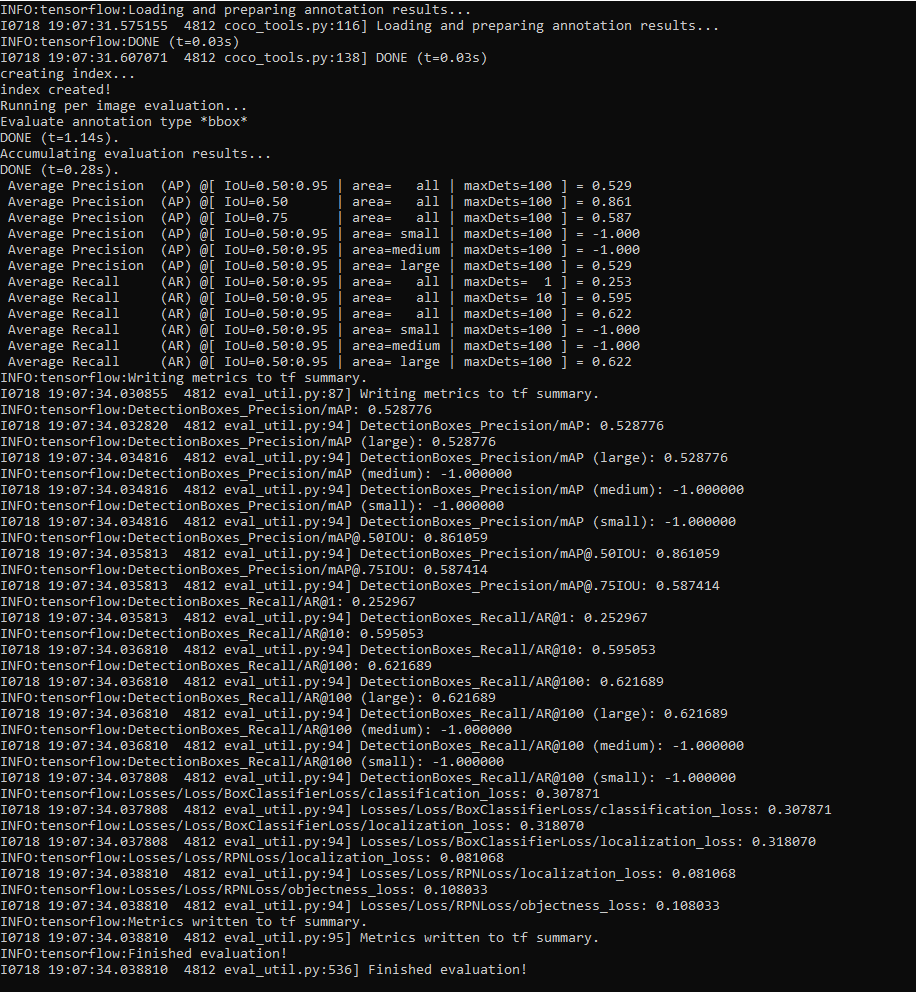 INFO:tensorflow:Loading and preparing annotation results...
I0718 19:07:31.575155  4812 coco_tools.py:116] Loading and preparing annotation results...
INFO:tensorflow:DONE (t=0.03s)
I0718 19:07:31.607071  4812 coco_tools.py:138] DONE (t=0.03s)
creating index...
index created!
Running per image evaluation...
Evaluate annotation type *bbox*
DONE (t=1.14s).
Accumulating evaluation results...
DONE (t=0.28s).
 Average Precision  (AP) @[ IoU=0.50:0.95 | area=   all | maxDets=100 ] = 0.529
 Average Precision  (AP) @[ IoU=0.50      | area=   all | maxDets=100 ] = 0.861
 Average Precision  (AP) @[ IoU=0.75      | area=   all | maxDets=100 ] = 0.587
 Average Precision  (AP) @[ IoU=0.50:0.95 | area= small | maxDets=100 ] = -1.000
 Average Precision  (AP) @[ IoU=0.50:0.95 | area=medium | maxDets=100 ] = -1.000
 Average Precision  (AP) @[ IoU=0.50:0.95 | area= large | maxDets=100 ] = 0.529
 Average Recall     (AR) @[ IoU=0.50:0.95 | area=   all | maxDets=  1 ] = 0.253
 Average Recall     (AR) @[ IoU=0.50:0.95 | area=   all | maxDets= 10 ] = 0.595
 Average Recall     (AR) @[ IoU=0.50:0.95 | area=   all | maxDets=100 ] = 0.622
 Average Recall     (AR) @[ IoU=0.50:0.95 | area= small | maxDets=100 ] = -1.000
 Average Recall     (AR) @[ IoU=0.50:0.95 | area=medium | maxDets=100 ] = -1.000
 Average Recall     (AR) @[ IoU=0.50:0.95 | area= large | maxDets=100 ] = 0.622
INFO:tensorflow:Writing metrics to tf summary.
I0718 19:07:34.030855  4812 eval_util.py:87] Writing metrics to tf summary.
INFO:tensorflow:DetectionBoxes_Precision/mAP: 0.528776
I0718 19:07:34.032820  4812 eval_util.py:94] DetectionBoxes_Precision/mAP: 0.528776
INFO:tensorflow:DetectionBoxes_Precision/mAP (large): 0.528776
I0718 19:07:34.034816  4812 eval_util.py:94] DetectionBoxes_Precision/mAP (large): 0.528776
INFO:tensorflow:DetectionBoxes_Precision/mAP (medium): -1.000000
I0718 19:07:34.034816  4812 eval_util.py:94] DetectionBoxes_Precision/mAP (medium): -1.000000
INFO:tensorflow:DetectionBoxes_Precision/mAP (small): -1.000000
I0718 19:07:34.034816  4812 eval_util.py:94] DetectionBoxes_Precision/mAP (small): -1.000000
INFO:tensorflow:DetectionBoxes_Precision/mAP@.50IOU: 0.861059
I0718 19:07:34.035813  4812 eval_util.py:94] DetectionBoxes_Precision/mAP@.50IOU: 0.861059
INFO:tensorflow:DetectionBoxes_Precision/mAP@.75IOU: 0.587414
I0718 19:07:34.035813  4812 eval_util.py:94] DetectionBoxes_Precision/mAP@.75IOU: 0.587414
INFO:tensorflow:DetectionBoxes_Recall/AR@1: 0.252967
I0718 19:07:34.035813  4812 eval_util.py:94] DetectionBoxes_Recall/AR@1: 0.252967
INFO:tensorflow:DetectionBoxes_Recall/AR@10: 0.595053
I0718 19:07:34.036810  4812 eval_util.py:94] DetectionBoxes_Recall/AR@10: 0.595053
INFO:tensorflow:DetectionBoxes_Recall/AR@100: 0.621689
I0718 19:07:34.036810  4812 eval_util.py:94] DetectionBoxes_Recall/AR@100: 0.621689
INFO:tensorflow:DetectionBoxes_Recall/AR@100 (large): 0.621689
I0718 19:07:34.036810  4812 eval_util.py:94] DetectionBoxes_Recall/AR@100 (large): 0.621689
INFO:tensorflow:DetectionBoxes_Recall/AR@100 (medium): -1.000000
I0718 19:07:34.036810  4812 eval_util.py:94] DetectionBoxes_Recall/AR@100 (medium): -1.000000
INFO:tensorflow:DetectionBoxes_Recall/AR@100 (small): -1.000000
I0718 19:07:34.037808  4812 eval_util.py:94] DetectionBoxes_Recall/AR@100 (small): -1.000000
INFO:tensorflow:Losses/Loss/BoxClassifierLoss/classification_loss: 0.307871
I0718 19:07:34.037808  4812 eval_util.py:94] Losses/Loss/BoxClassifierLoss/classification_loss: 0.307871
INFO:tensorflow:Losses/Loss/BoxClassifierLoss/localization_loss: 0.318070
I0718 19:07:34.037808  4812 eval_util.py:94] Losses/Loss/BoxClassifierLoss/localization_loss: 0.318070
INFO:tensorflow:Losses/Loss/RPNLoss/localization_loss: 0.081068
I0718 19:07:34.038810  4812 eval_util.py:94] Losses/Loss/RPNLoss/localization_loss: 0.081068
INFO:tensorflow:Losses/Loss/RPNLoss/objectness_loss: 0.108033
I0718 19:07:34.038810  4812 eval_util.py:94] Losses/Loss/RPNLoss/objectness_loss: 0.108033
INFO:tensorflow:Metrics written to tf summary.
I0718 19:07:34.038810  4812 eval_util.py:95] Metrics written to tf summary.
INFO:tensorflow:Finished evaluation!
I0718 19:07:34.038810  4812 eval_util.py:536] Finished evaluation!